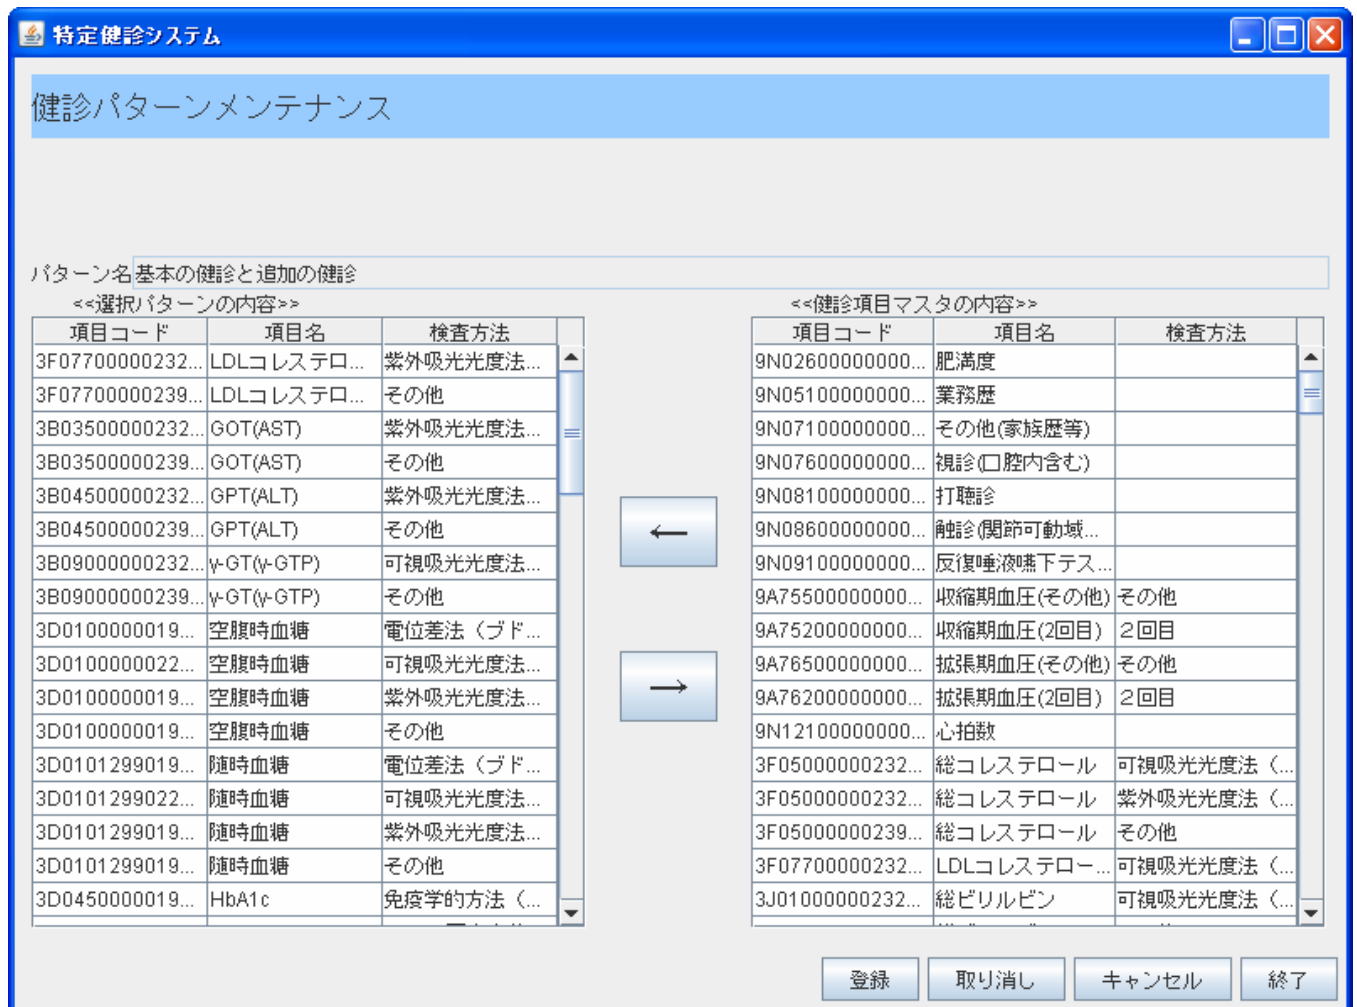 特定健診システム
健診パターンメンテナンス
パターン名 基本の健診と追加の健診
<<選択パターンの内容>>
項目コード 項目名 検査方法
3F07700000232... LDLコレステロ... 紫外吸光光度法...
3F07700000239... LDLコレステロ... その他
3B03500000232... GOT(AST) 紫外吸光光度法...
3B03500000239... GOT(AST) その他
3B04500000232... GPT(ALT) 紫外吸光光度法...
3B04500000239... GPT(ALT) その他
3B09000000232... γ-GT(γ-GTP) 可視吸光光度法...
3B09000000239... γ-GT(γ-GTP) その他
3D0100000019... 空腹時血糖 電位差法（ブド...
3D0100000022... 空腹時血糖 可視吸光光度法...
3D0100000019... 空腹時血糖 紫外吸光光度法...
3D0100000019... 空腹時血糖 その他
3D0101299019... 随時血糖 電位差法（ブド...
3D0101299022... 随時血糖 可視吸光光度法...
3D0101299019... 随時血糖 紫外吸光光度法...
3D0101299019... 随時血糖 その他
3D0450000019... HbA1c 免疫学的方法（...
←
→
<<健診項目マスタの内容>>
項目コード 項目名 検査方法
9N02600000000... 肥満度
9N05100000000... 業務歴
9N07100000000... その他(家族歴等)
9N07600000000... 視診(口腔内含む)
9N08100000000... 打聴診
9N08600000000... 触診(関節可動域...
9N09100000000... 反復唾液嚥下テス...
9A75500000000... 収縮期血圧(その他) その他
9A75200000000... 収縮期血圧(2回目) ２回目
9A76500000000... 拡張期血圧(その他) その他
9A76200000000... 拡張期血圧(2回目) ２回目
9N12100000000... 心拍数
3F05000000232... 総コレステロール 可視吸光光度法（...
3F05000000232... 総コレステロール 紫外吸光光度法（...
3F05000000239... 総コレステロール その他
3F07700000232... LDLコレステロー... 可視吸光光度法（...
3J01000000232... 総ビリルビン 可視吸光光度法（...
登録 取り消し キャンセル 終了